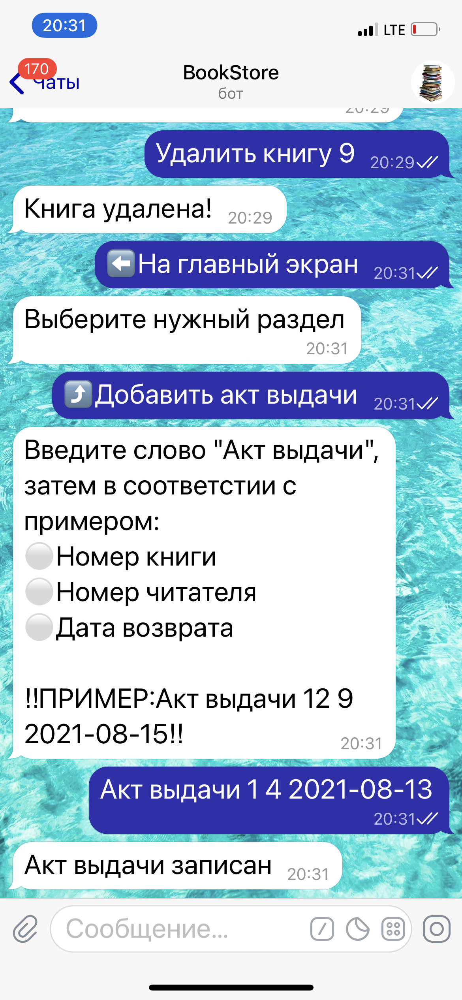 20:31
LTE
170
Чаты
BookStore
бот
20:29
Удалить книгу 9 20:29
Книга удалена! 20:29
⬅️На главный экран 20:31
Выберите нужный раздел
20:31
⤴️Добавить акт выдачи 20:31
Введите слово "Акт выдачи",
затем в соответстии с
примером:
⚪️Номер книги
⚪️Номер читателя
⚪️Дата возврата
!!ПРИМЕР:Акт выдачи 12 9
2021-08-15!! 20:31
Акт выдачи 1 4 2021-08-13
20:31
Акт выдачи записан 20:31
Сообщение...